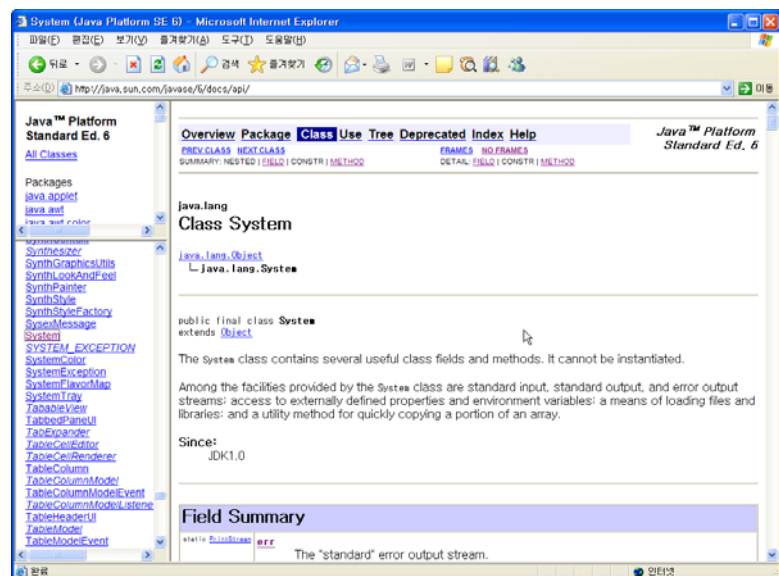 System (Java Platform SE 6) - Microsoft Internet Explorer
파일(F) 편집(E) 보기(V) 즐겨찾기(A) 도구(T) 도움말(H)
뒤로 검색 즐겨찾기
주소(D) http://java.sun.com/javase/6/docs/api/ 이동
Java™ Platform
Standard Ed. 6
All Classes
Packages
java.applet
java.awt
java.awt.color
Synthesizer
SynthGraphicsUtils
SynthLookAndFeel
SynthPainter
SynthStyle
SynthStyleFactory
SysexMessage
System
SYSTEM_EXCEPTION
SystemColor
SystemException
SystemFlavorMap
SystemTray
TabableView
TabbedPaneUI
TabExpander
TableCellEditor
TableCellRenderer
TableColumn
TableColumnModel
TableColumnModelEvent
TableColumnModelListene
TableHeaderUI
TableModel
TableModelEvent
Overview Package Class Use Tree Deprecated Index Help
Java™ Platform
Standard Ed. 6
PREV CLASS NEXT CLASS
FRAMES NO FRAMES
SUMMARY: NESTED | FIELD | CONSTR | METHOD
DETAIL: FIELD | CONSTR | METHOD
java.lang
Class System
java.lang.Object
java.lang.System
public final class System
extends Object
The System class contains several useful class fields and methods. It cannot be instantiated.
Among the facilities provided by the System class are standard input, standard output, and error output
streams; access to externally defined properties and environment variables; a means of loading files and
libraries; and a utility method for quickly copying a portion of an array.
Since:
JDK1.0
Field Summary
static PrintStream err
The "standard" error output stream.
완료 인터넷